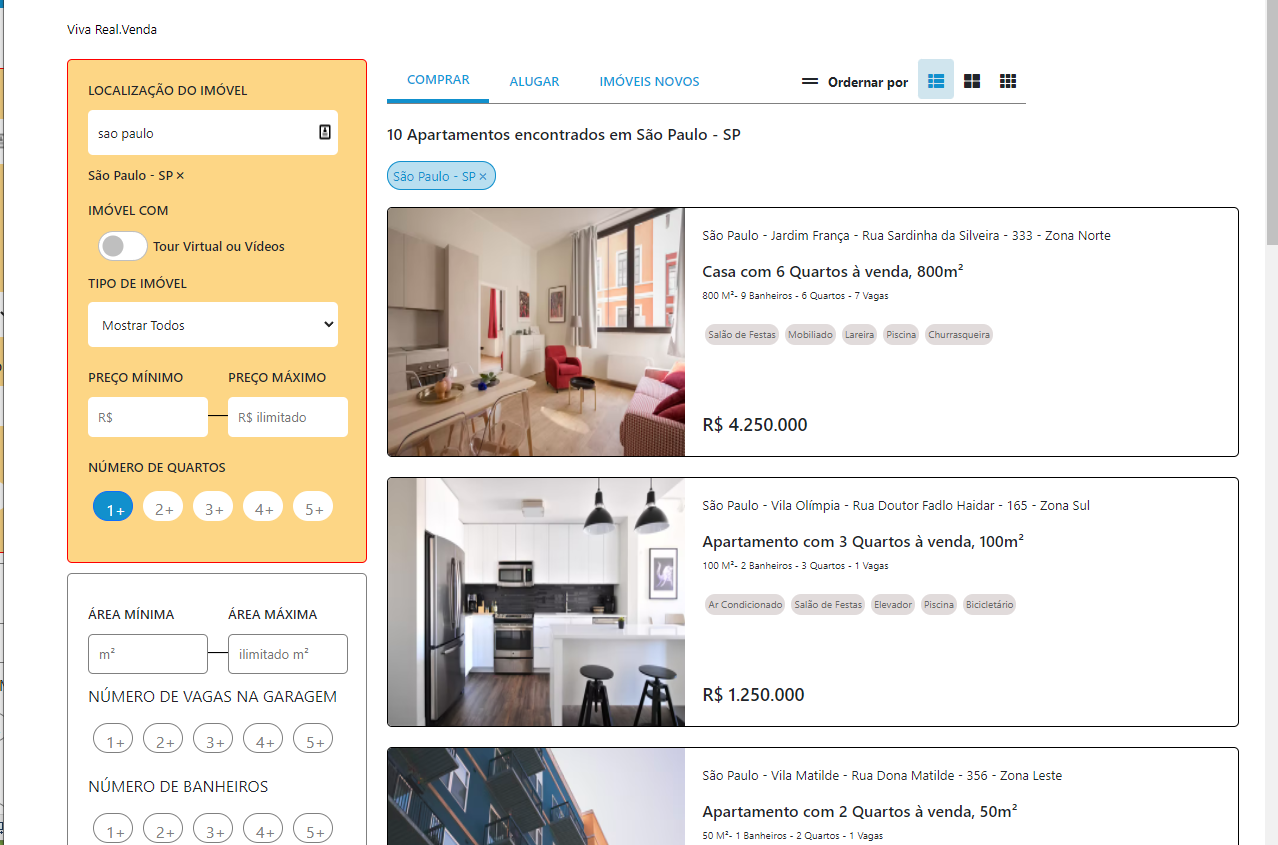 Viva Real.Venda
LOCALIZAÇÃO DO IMÓVEL
sao paulo
São Paulo - SP ×
IMÓVEL COM
Tour Virtual ou Vídeos
TIPO DE IMÓVEL
Mostrar Todos
PREÇO MÍNIMO PREÇO MÁXIMO
R$ R$ ilimitado
NÚMERO DE QUARTOS
1+ 2+ 3+ 4+ 5+
ÁREA MÍNIMA ÁREA MÁXIMA
m² ilimitado m²
NÚMERO DE VAGAS NA GARAGEM
1+ 2+ 3+ 4+ 5+
NÚMERO DE BANHEIROS
1+ 2+ 3+ 4+ 5+
COMPRAR ALUGAR IMÓVEIS NOVOS Ordernar por
10 Apartamentos encontrados em São Paulo - SP
São Paulo - SP ×
São Paulo - Jardim França - Rua Sardinha da Silveira - 333 - Zona Norte
Casa com 6 Quartos à venda, 800m²
800 M²- 9 Banheiros - 6 Quartos - 7 Vagas
Salão de Festas Mobiliado Lareira Piscina Churrasqueira
R$ 4.250.000
São Paulo - Vila Olímpia - Rua Doutor Fadlo Haidar - 165 - Zona Sul
Apartamento com 3 Quartos à venda, 100m²
100 M²- 2 Banheiros - 3 Quartos - 1 Vagas
Ar Condicionado Salão de Festas Elevador Piscina Bicicletário
R$ 1.250.000
São Paulo - Vila Matilde - Rua Dona Matilde - 356 - Zona Leste
Apartamento com 2 Quartos à venda, 50m²
50 M²- 1 Banheiros - 2 Quartos - 1 Vagas